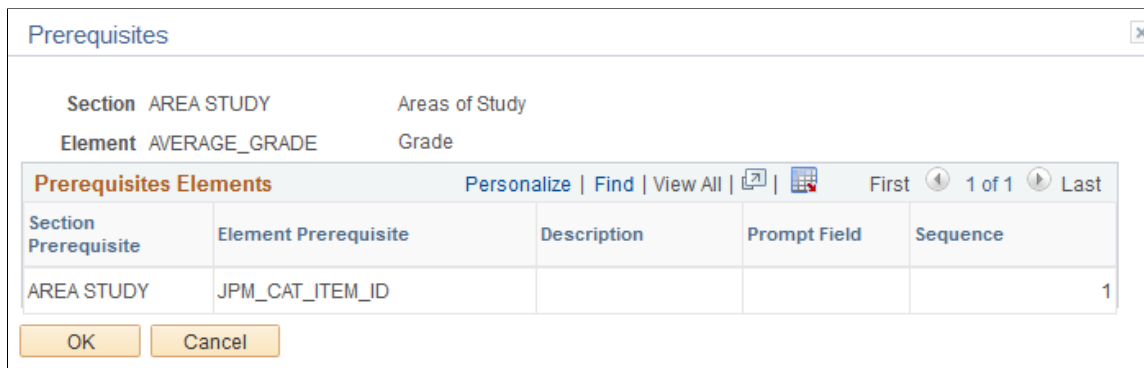 Prerequisites
Section AREA STUDY Areas of Study
Element AVERAGE_GRADE Grade
Prerequisites Elements Personalize | Find | View All | | First 1 of 1 Last
Section Prerequisite Element Prerequisite Description Prompt Field Sequence
AREA STUDY JPM_CAT_ITEM_ID 1
OK Cancel